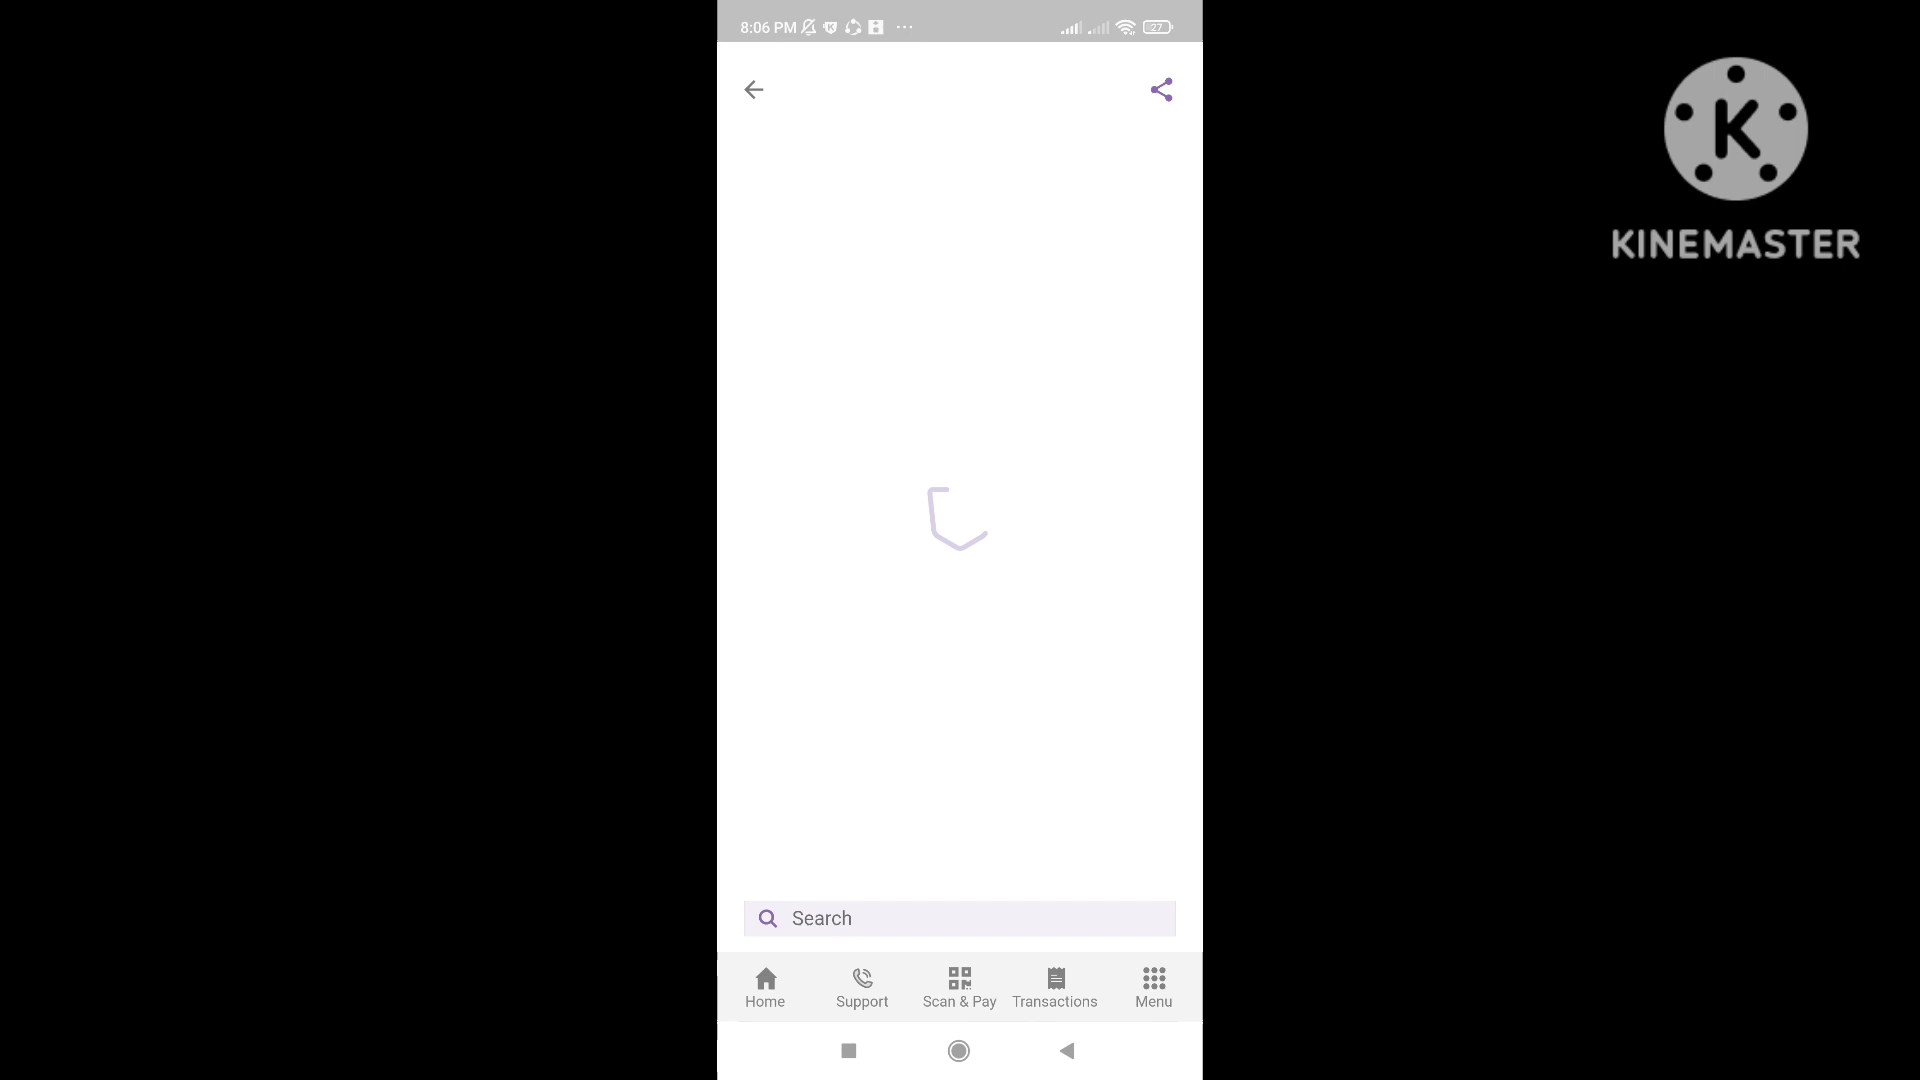 8:06 PM
27
K
KINEMASTER
Search
Home Support Scan & Pay Transactions Menu